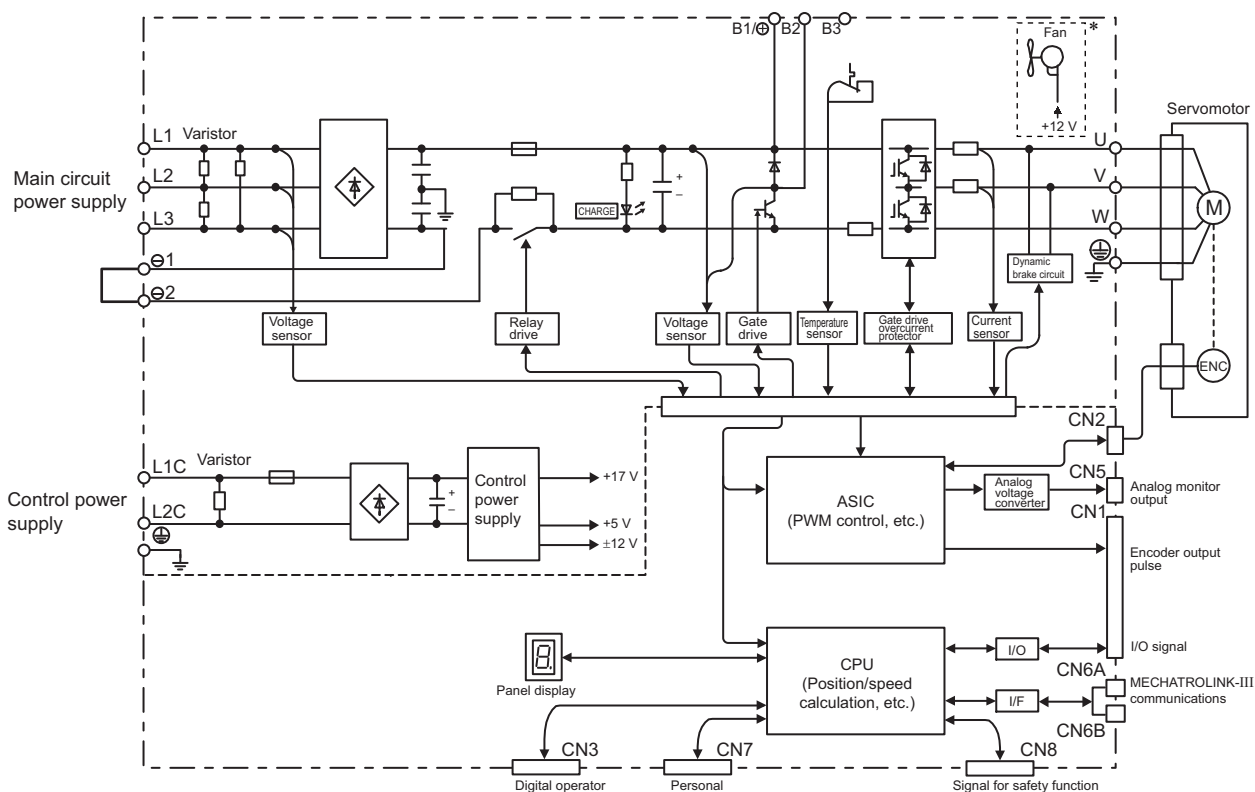 B1/⊕ B2 B3
Fan
*
+12 V
Servomotor
L1 Varistor
U
Main circuit
power supply
L2
V
L3
CHARGE
+
–
W
M
⊖1
⊖2
Dynamic
brake circuit
Voltage
sensor
Relay
drive
Voltage
sensor
Gate
drive
Temperature
sensor
Gate drive
overcurrent
protector
Current
sensor
ENC
CN2
L1C Varistor
Control power
supply
L2C
+
–
Control
power
supply
+17 V
+5 V
±12 V
ASIC
(PWM control, etc.)
Analog
voltage
converter
CN5
Analog monitor
output
CN1
Encoder output
pulse
8.
Panel display
CPU
(Position/speed
calculation, etc.)
I/O
I/O signal
CN6A
I/F
MECHATROLINK-III
communications
CN6B
CN3
Digital operator
CN7
Personal
CN8
Signal for safety function